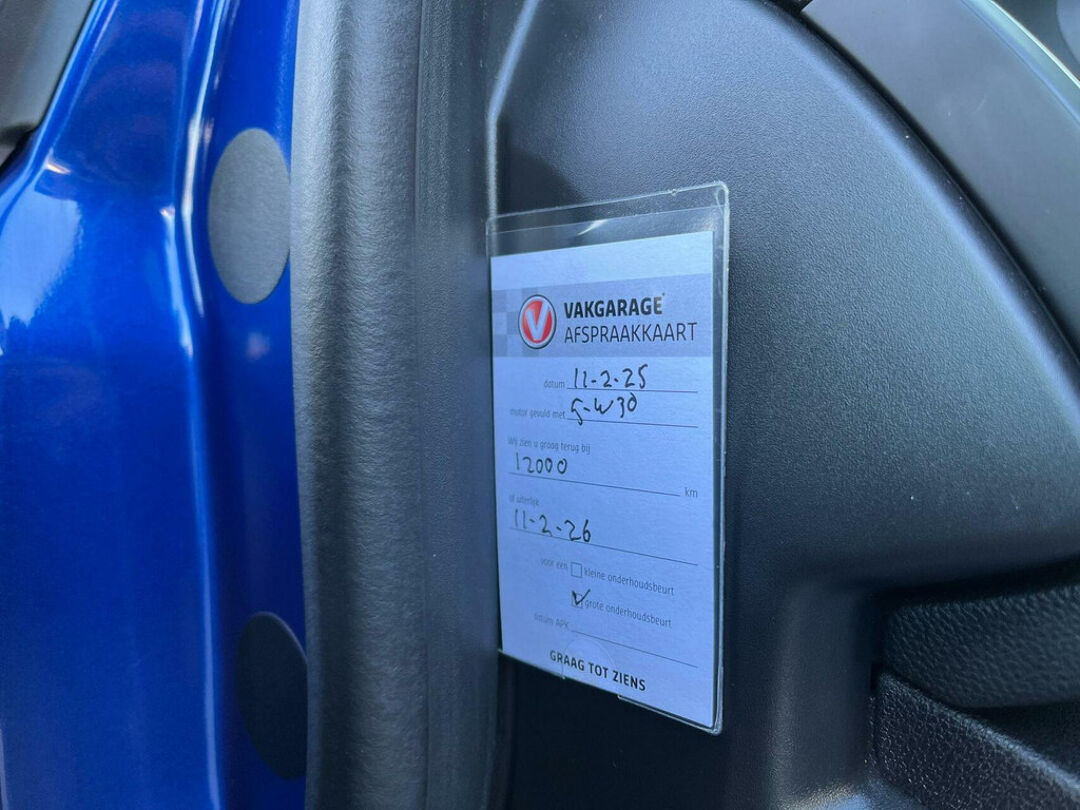 VAKGARAGE
AFSPRAAKKAART
datum 11-2-25
motor gevuld met 5-W30
Wij zien u graag terug bij
12000 km
of uiterlijk
11-2-26
voor een kleine onderhoudsbeurt
grote onderhoudsbeurt
datum APK
GRAAG TOT ZIENS